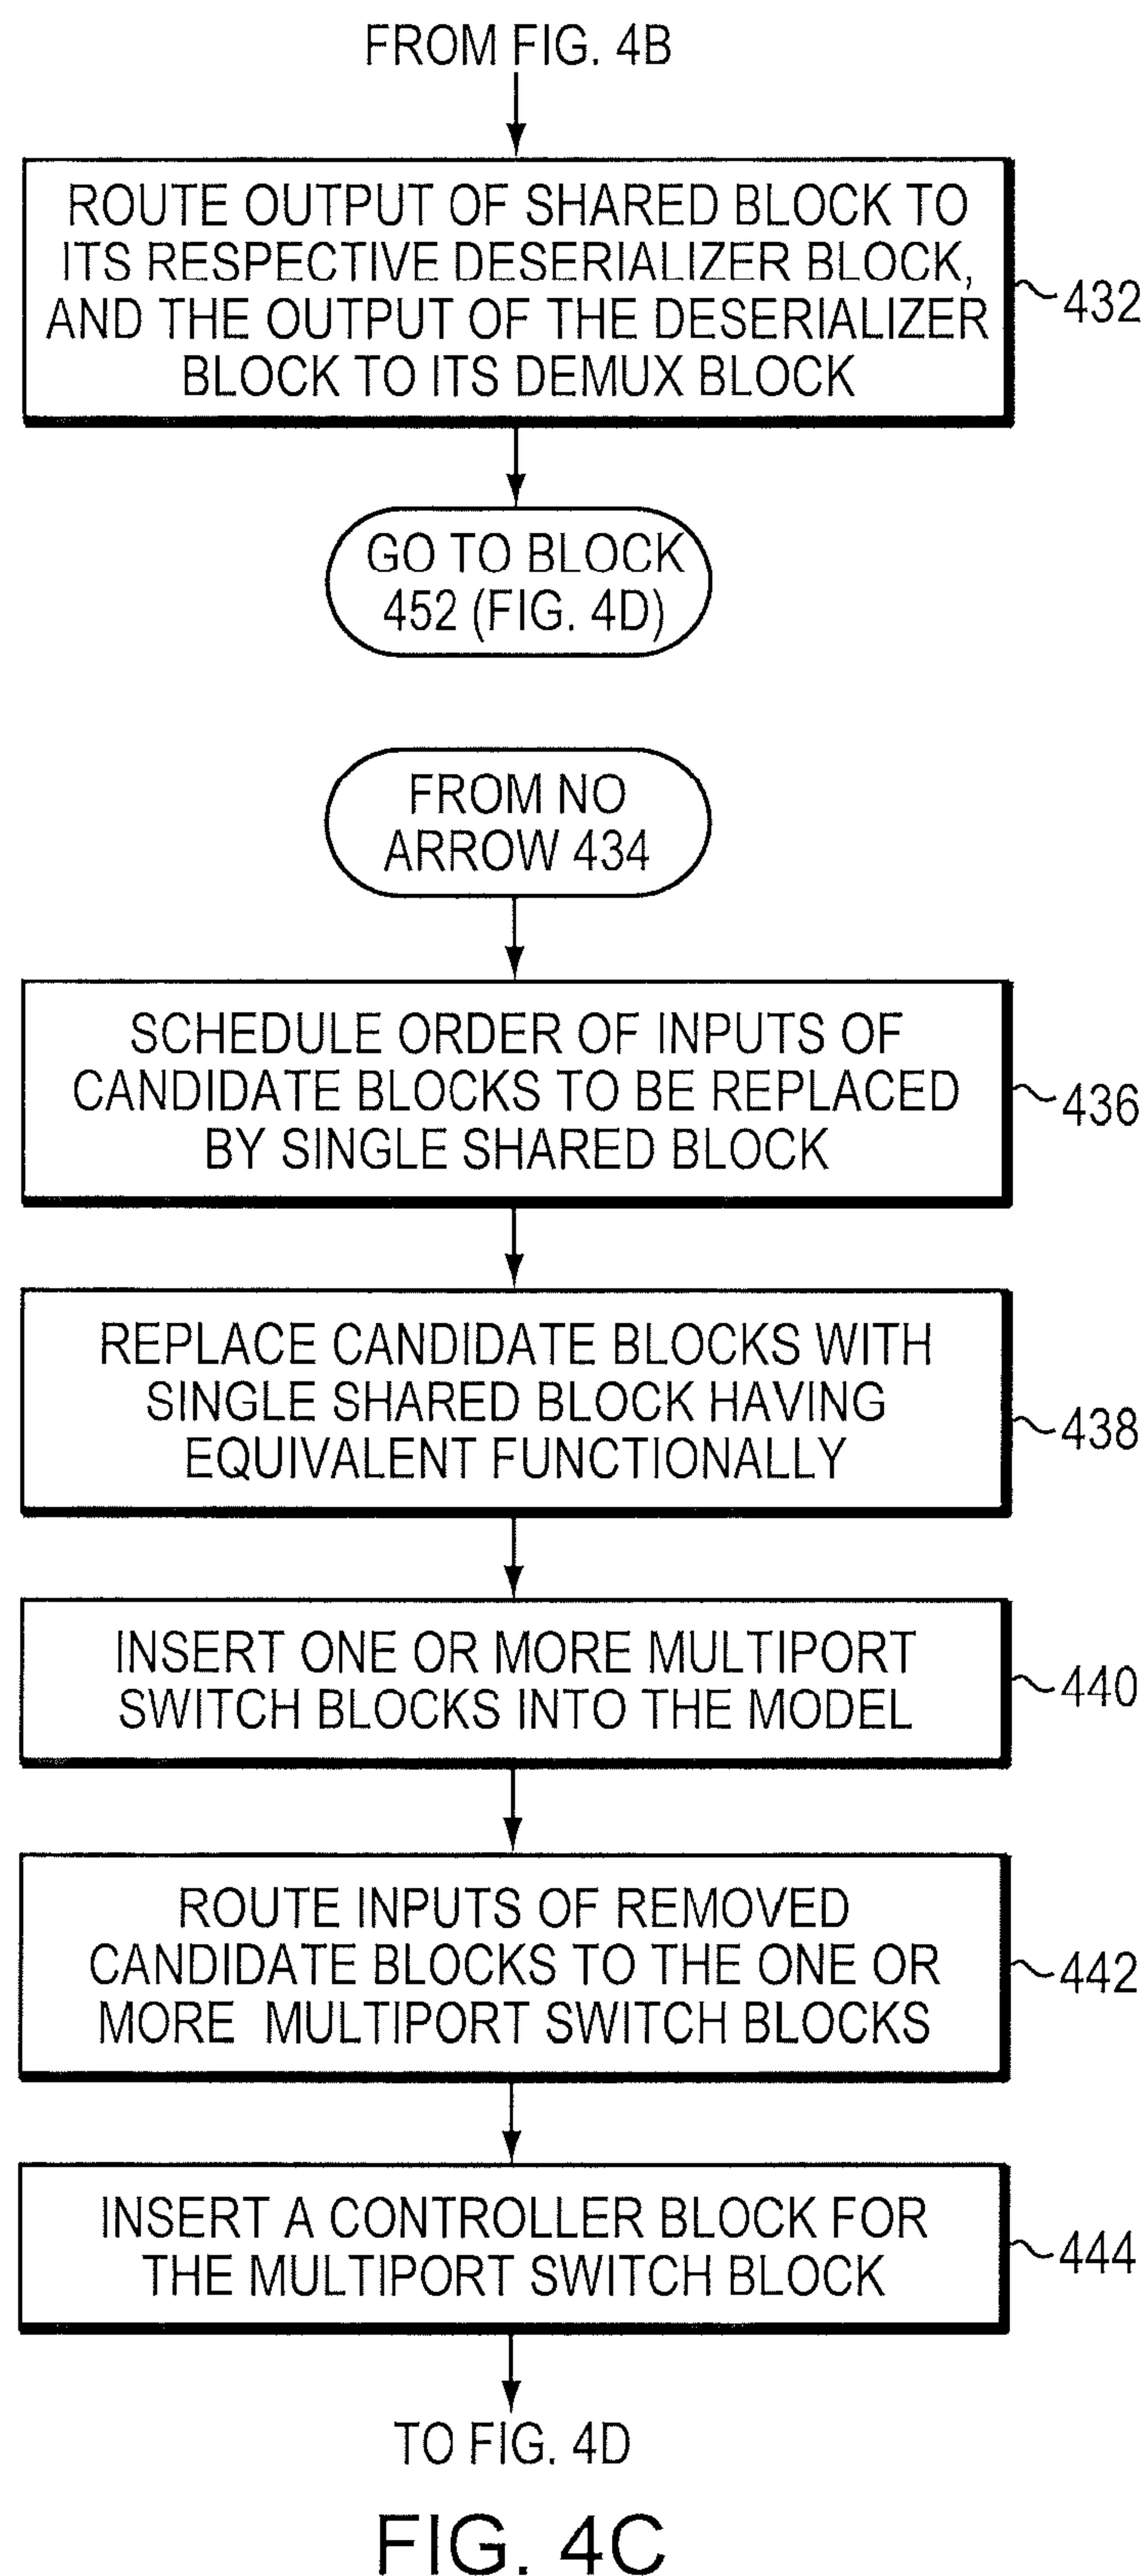 FROM FIG. 4B
ROUTE OUTPUT OF SHARED BLOCK TO
ITS RESPECTIVE DESERIALIZER BLOCK,
AND THE OUTPUT OF THE DESERIALIZER
BLOCK TO ITS DEMUX BLOCK
432
GO TO BLOCK
452 (FIG. 4D)
FROM NO
ARROW 434
SCHEDULE ORDER OF INPUTS OF
CANDIDATE BLOCKS TO BE REPLACED
BY SINGLE SHARED BLOCK
436
REPLACE CANDIDATE BLOCKS WITH
SINGLE SHARED BLOCK HAVING
EQUIVALENT FUNCTIONALLY
438
INSERT ONE OR MORE MULTIPORT
SWITCH BLOCKS INTO THE MODEL
440
ROUTE INPUTS OF REMOVED
CANDIDATE BLOCKS TO THE ONE OR
MORE MULTIPORT SWITCH BLOCKS
442
INSERT A CONTROLLER BLOCK FOR
THE MULTIPORT SWITCH BLOCK
444
TO FIG. 4D
FIG. 4C